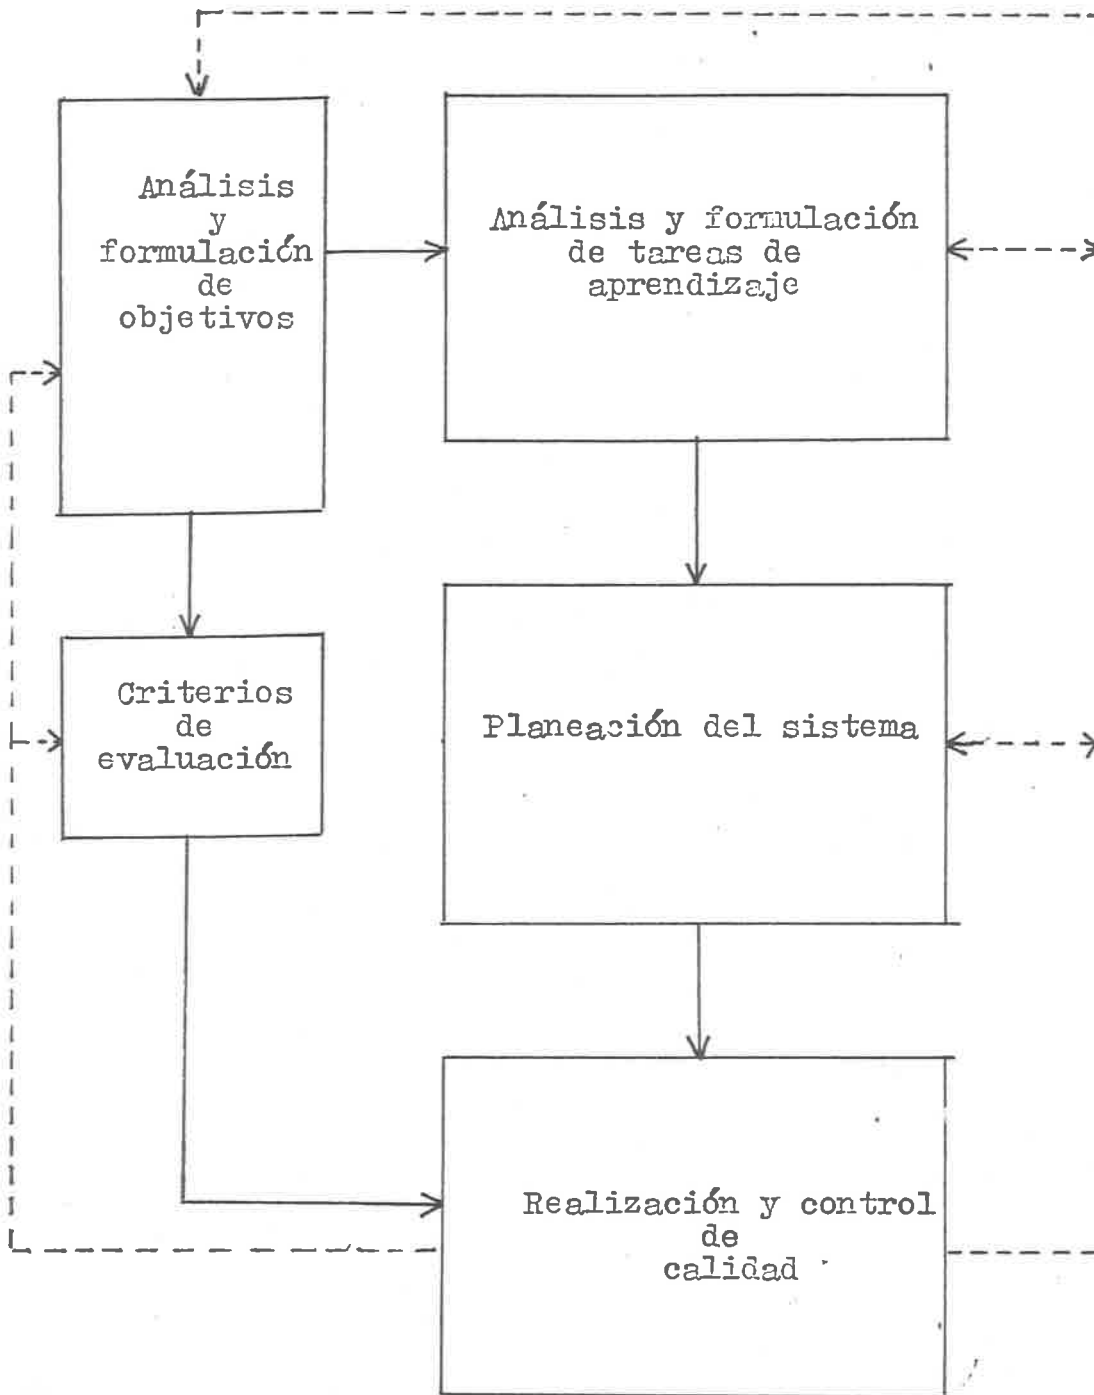 Análisis
y
formulación
de
objetivos
Análisis y formulación
de tareas de
aprendizaje
Criterios
de
evaluación
Planeación del sistema
Realización y control
de
calidad